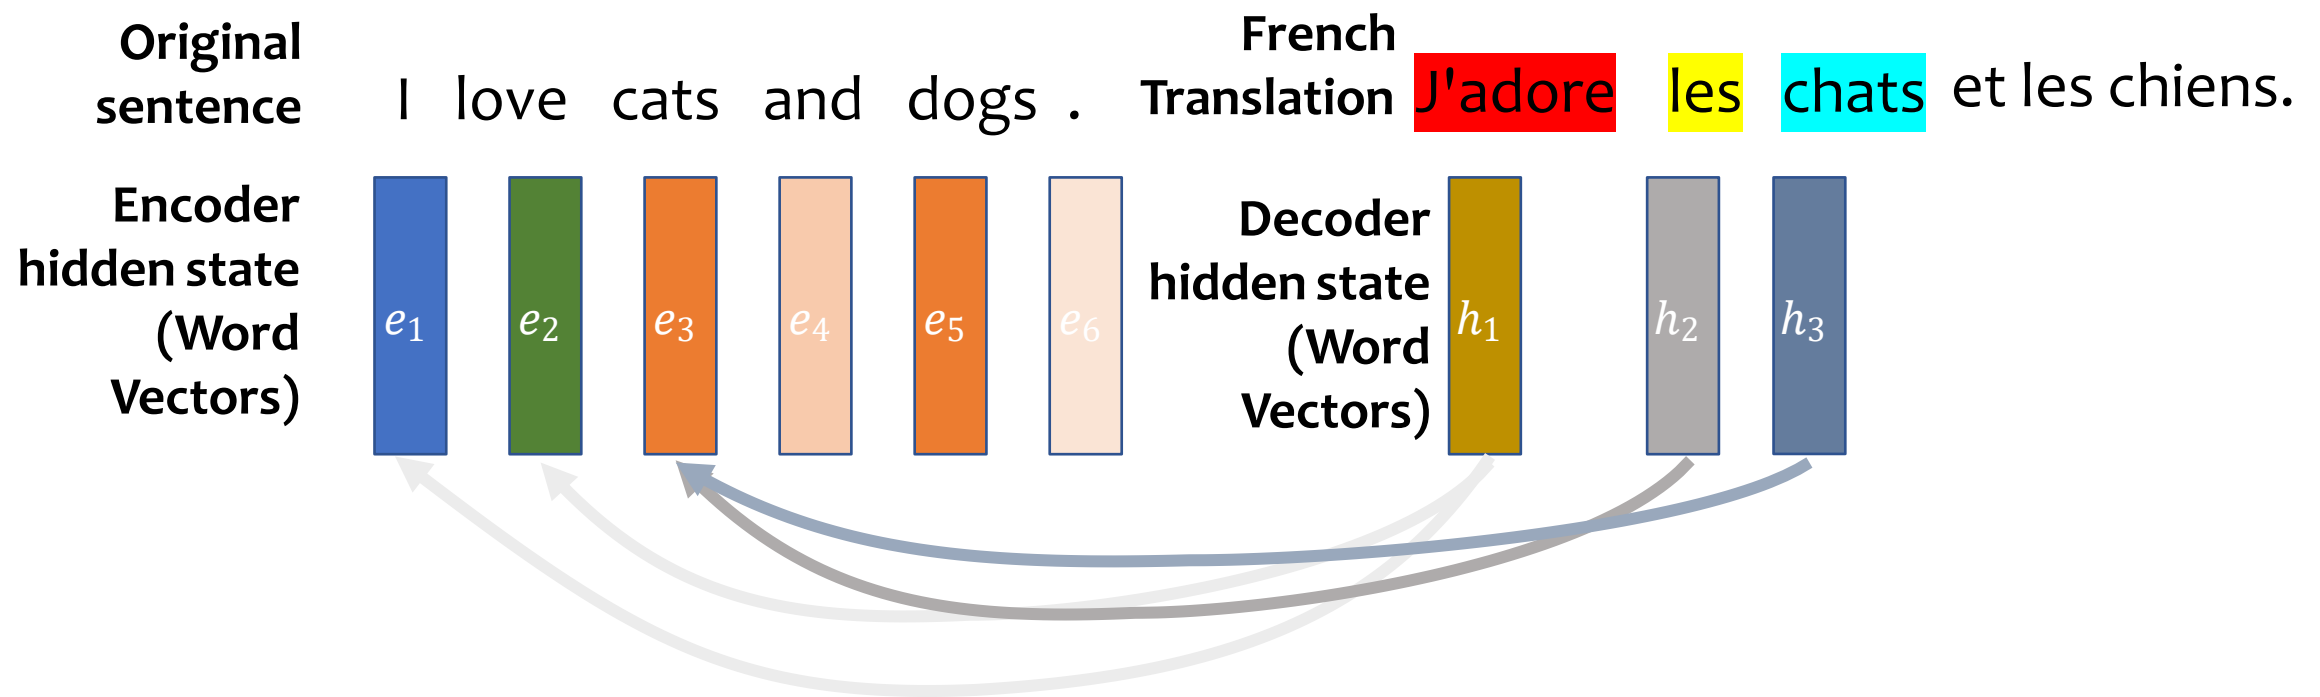 Original
sentence
I love cats and dogs .
French
Translation
J'adore les chats et les chiens.
Encoder
hidden state
(Word
Vectors)
e1 e2 e3 e4 e5 e6
Decoder
hidden state
(Word
Vectors)
h1 h2 h3